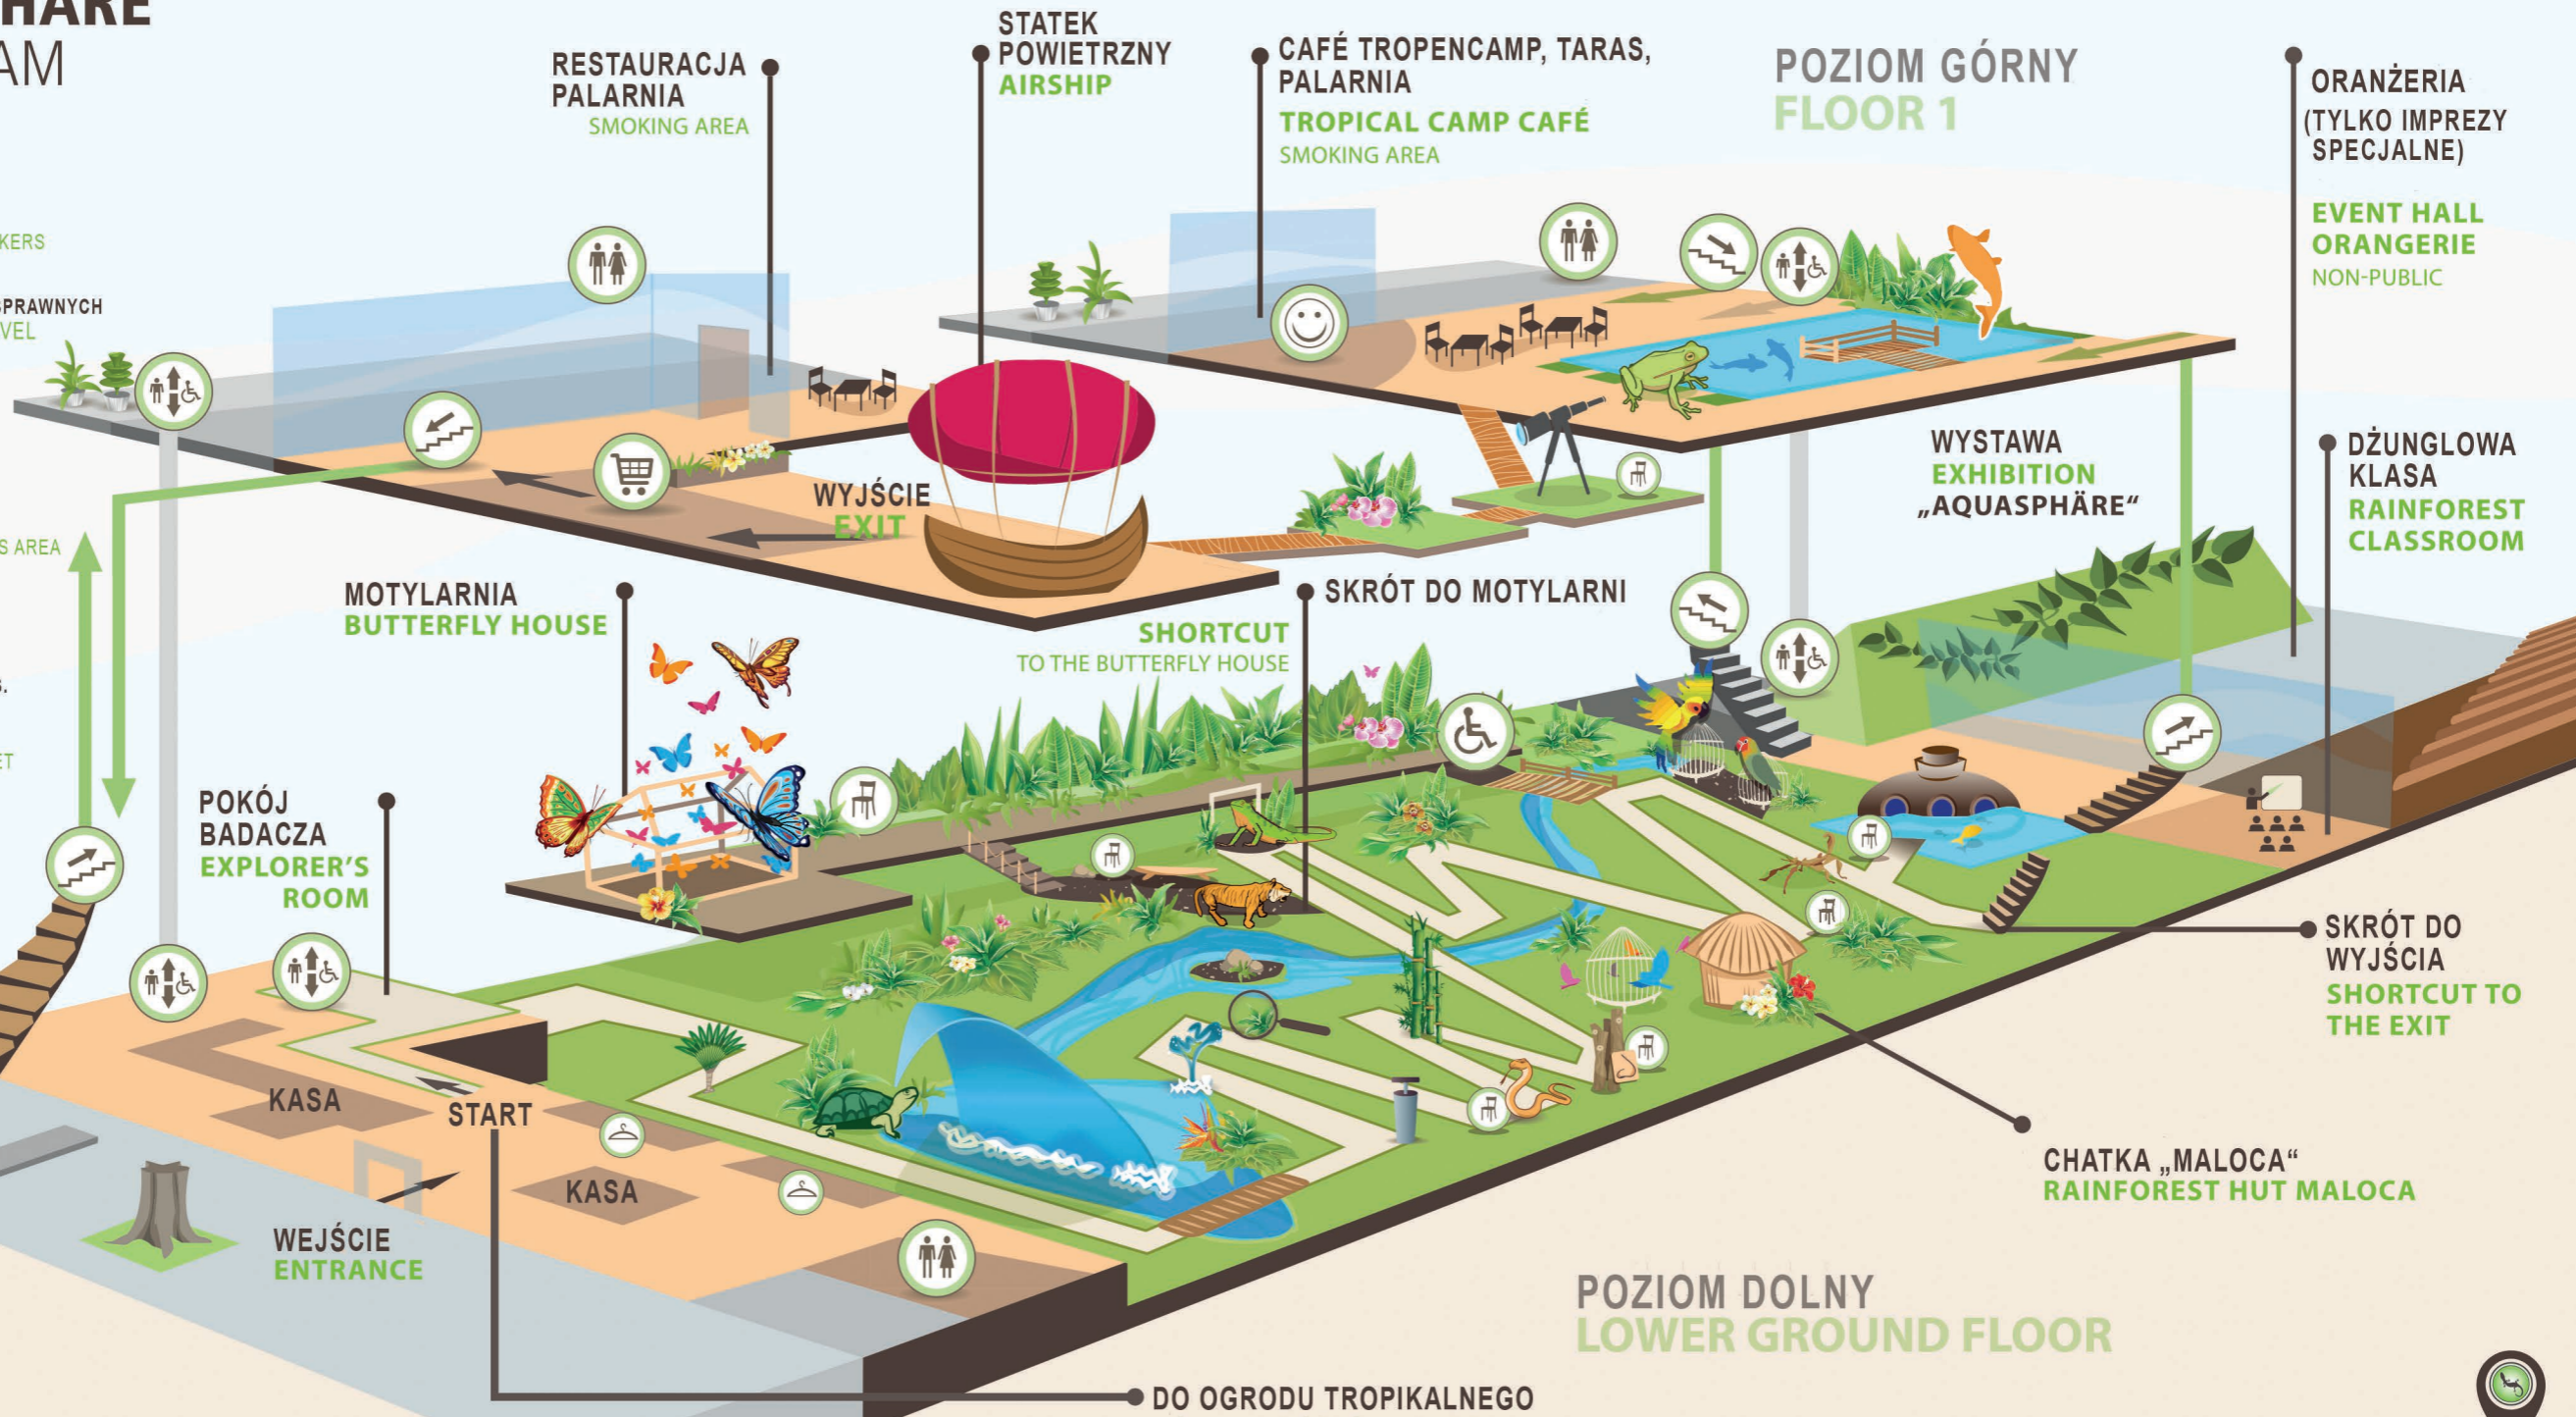 HÄRE
AM
KERS
SPRAWNYCH
VEL
S AREA
ET
RESTAURACJA
PALARNIA
SMOKING AREA
STATEK
POWIETRZNY
AIRSHIP
CAFÉ TROPENCAMP, TARAS,
PALARNIA
TROPICAL CAMP CAFÉ
SMOKING AREA
POZIOM GÓRNY
FLOOR 1
ORANŻERIA
(TYLKO IMPREZY
SPECJALNE)
EVENT HALL
ORANGERIE
NON-PUBLIC
WYSTAWA
EXHIBITION
„AQUASPHÄRE“
DŻUNGLOWA
KLASA
RAINFOREST
CLASSROOM
WYJŚCIE
EXIT
MOTYLARNIA
BUTTERFLY HOUSE
SKRÓT DO MOTYLARNI
SHORTCUT
TO THE BUTTERFLY HOUSE
POKÓJ
BADACZA
EXPLORER'S
ROOM
SKRÓT DO
WYJŚCIA
SHORTCUT TO
THE EXIT
KASA
START
KASA
WEJŚCIE
ENTRANCE
CHATKA „MALOCA“
RAINFOREST HUT MALOCA
POZIOM DOLNY
LOWER GROUND FLOOR
DO OGRODU TROPIKALNEGO